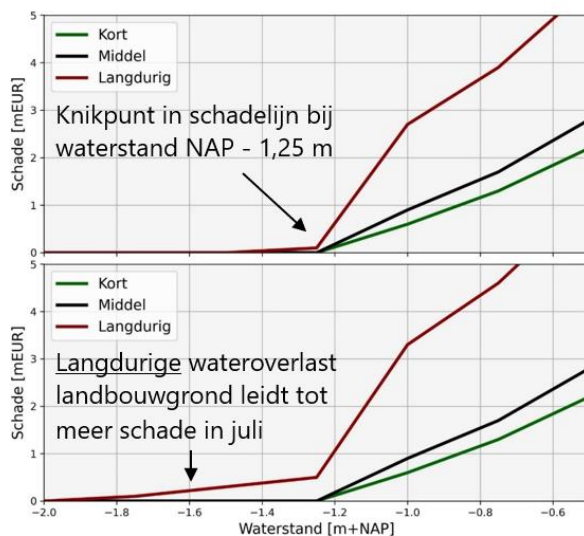 5
4
3
2
1
0
Schade [mEUR]
Kort
Middel
Langdurig
Knikpunt in schadelijn bij
waterstand NAP - 1,25 m
5
4
3
2
1
0
Schade [mEUR]
Kort
Middel
Langdurig
Langdurige wateroverlast
landbouwgrond leidt tot
meer schade in juli
−2.0 −1.8 −1.6 −1.4 −1.2 −1.0 −0.8 −0.6
Waterstand [m+NAP]